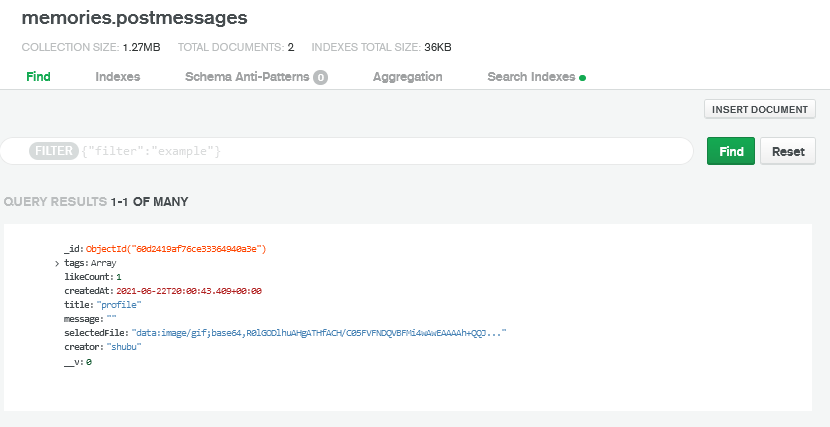 memories.postmessages
COLLECTION SIZE: 1.27MB TOTAL DOCUMENTS: 2 INDEXES TOTAL SIZE: 36KB
Find Indexes Schema Anti-Patterns 0 Aggregation Search Indexes
INSERT DOCUMENT
FILTER {"filter":"example"} Find Reset
QUERY RESULTS 1-1 OF MANY
_id: ObjectId("60d2419af76ce33364940a3e")
tags: Array
likeCount: 1
createdAt: 2021-06-22T20:00:43.409+00:00
title: "profile"
message: ""
selectedFile: "data:image/gif;base64,R0lGODlhuAHgATHfACH/C05FVFNDQVBFMi4wAwEAAAAh+QQJ..."
creator: "shubu"
__v: 0